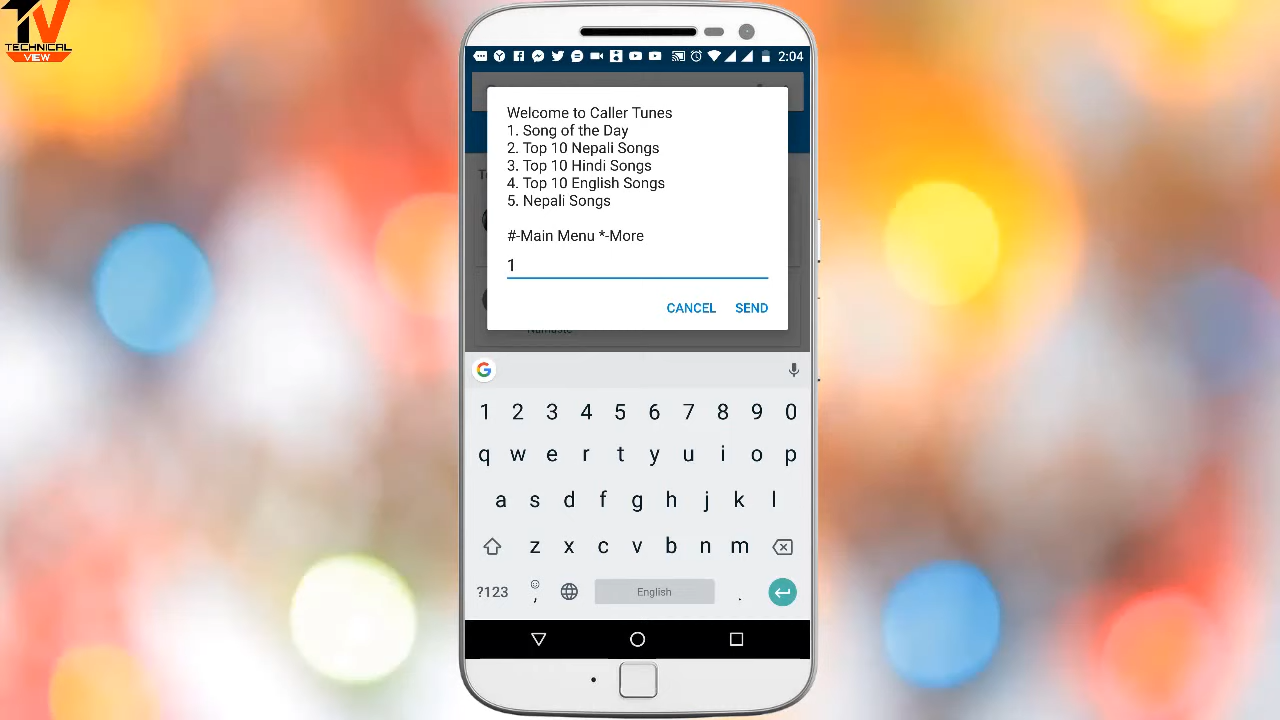 TECHNICAL
VIEW
2:04
Welcome to Caller Tunes
1. Song of the Day
2. Top 10 Nepali Songs
3. Top 10 Hindi Songs
4. Top 10 English Songs
5. Nepali Songs
#-Main Menu *-More
1
CANCEL SEND
Namaste
1 2 3 4 5 6 7 8 9 0
q w e r t y u i o p
a s d f g h j k l
z x c v b n m
?123 , English .